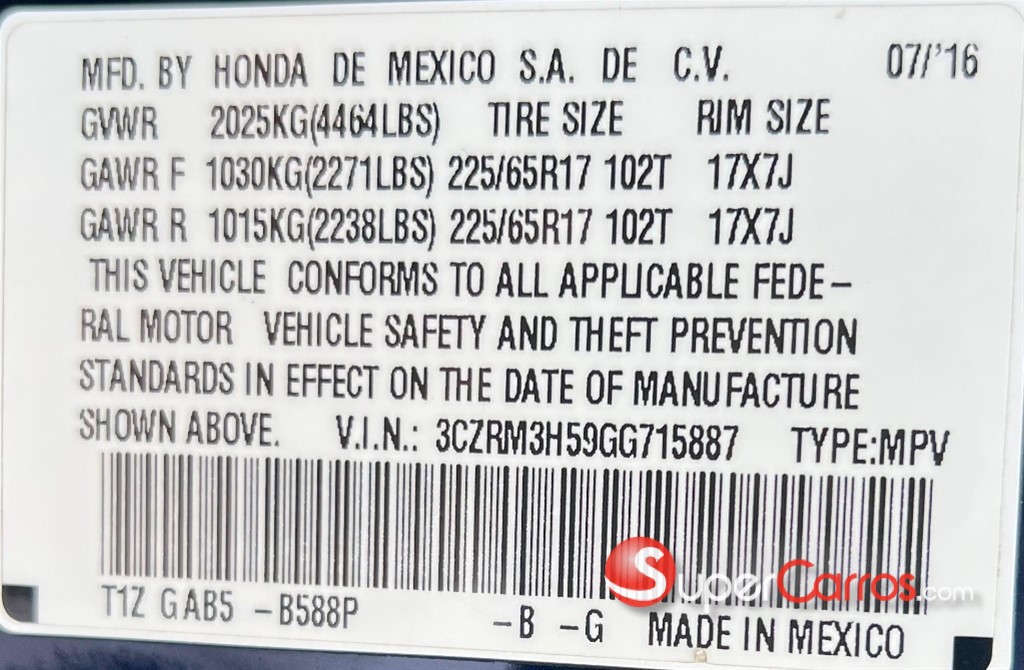 MFD. BY HONDA DE MEXICO S.A. DE C.V. 07/'16
GVWR 2025KG(4464LBS) TIRE SIZE RIM SIZE
GAWR F 1030KG(2271LBS) 225/65R17 102T 17X7J
GAWR R 1015KG(2238LBS) 225/65R17 102T 17X7J
THIS VEHICLE CONFORMS TO ALL APPLICABLE FEDE-
RAL MOTOR VEHICLE SAFETY AND THEFT PREVENTION
STANDARDS IN EFFECT ON THE DATE OF MANUFACTURE
SHOWN ABOVE. V.I.N.: 3CZRM3H59GG715887 TYPE:MPV
SuperCarros.com
T1Z GAB5 -B588P -B -G MADE IN MEXICO